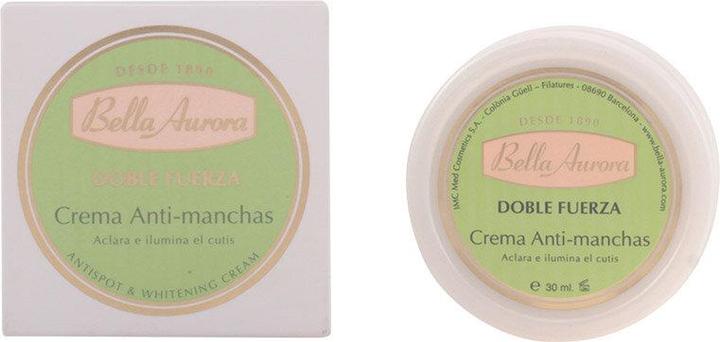 DESDE 1890
Bella Aurora
DOBLE FUERZA
Crema Anti-manchas
Aclara e ilumina el cutis
ANTISPOT & WHITENING CREAM
IMC Med Cosmetics S.A. - Colònia Güell – Filatures - 08690 Barcelona - www.bella-aurora.com
DESDE 1890
Bella Aurora
DOBLE FUERZA
Crema Anti-manchas
Aclara e ilumina el cutis
e 30 ml.